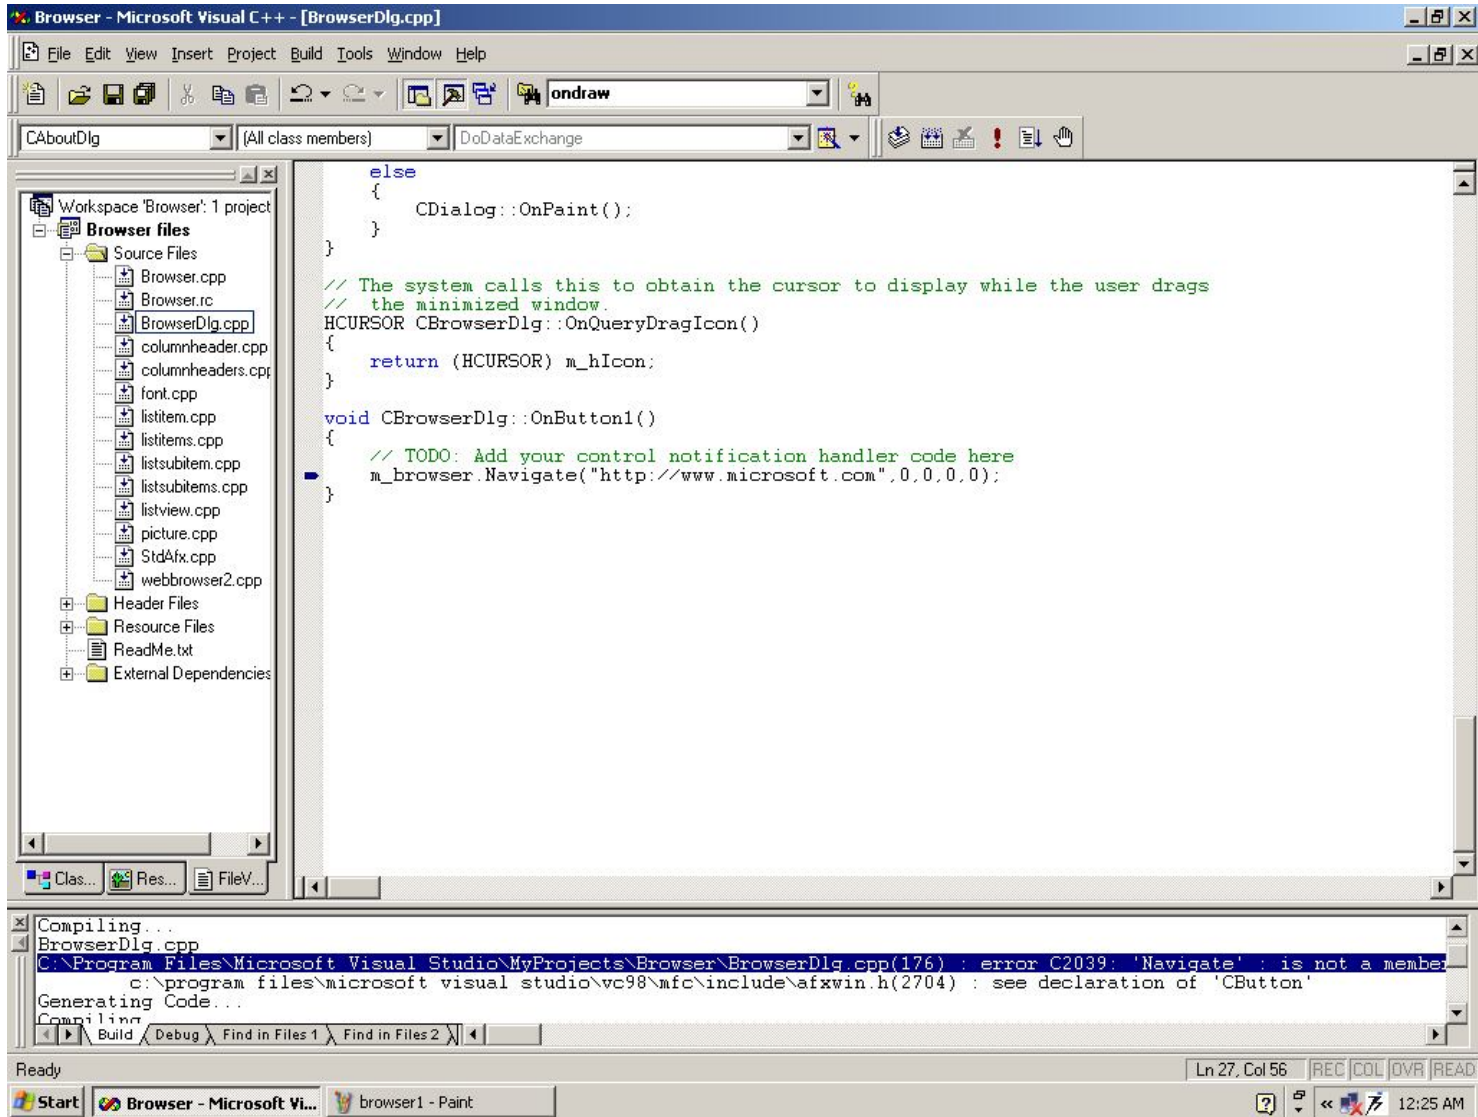 Browser - Microsoft Visual C++ - [BrowserDlg.cpp]
File Edit View Insert Project Build Tools Window Help
ondraw
CAboutDlg (All class members) DoDataExchange
Workspace 'Browser': 1 project
Browser files
Source Files
Browser.cpp
Browser.rc
BrowserDlg.cpp
columnheader.cpp
columnheaders.cpp
font.cpp
listitem.cpp
listitems.cpp
listsubitem.cpp
listsubitems.cpp
listview.cpp
picture.cpp
StdAfx.cpp
webbrowser2.cpp
Header Files
Resource Files
ReadMe.txt
External Dependencies
Clas... Res... FileV...
else
{
CDialog::OnPaint();
}
}
// The system calls this to obtain the cursor to display while the user drags
// the minimized window.
HCURSOR CBrowserDlg::OnQueryDragIcon()
{
return (HCURSOR) m_hIcon;
}
void CBrowserDlg::OnButton1()
{
// TODO: Add your control notification handler code here
m_browser.Navigate("http://www.microsoft.com",0,0,0,0);
}
Compiling...
BrowserDlg.cpp
C:\Program Files\Microsoft Visual Studio\MyProjects\Browser\BrowserDlg.cpp(176) : error C2039: 'Navigate' : is not a member
c:\program files\microsoft visual studio\vc98\mfc\include\afxwin.h(2704) : see declaration of 'CButton'
Generating Code...
Compiling
Build Debug Find in Files 1 Find in Files 2
Ready Ln 27, Col 56 REC COL OVR READ
Start Browser - Microsoft Vi... browser1 - Paint 12:25 AM